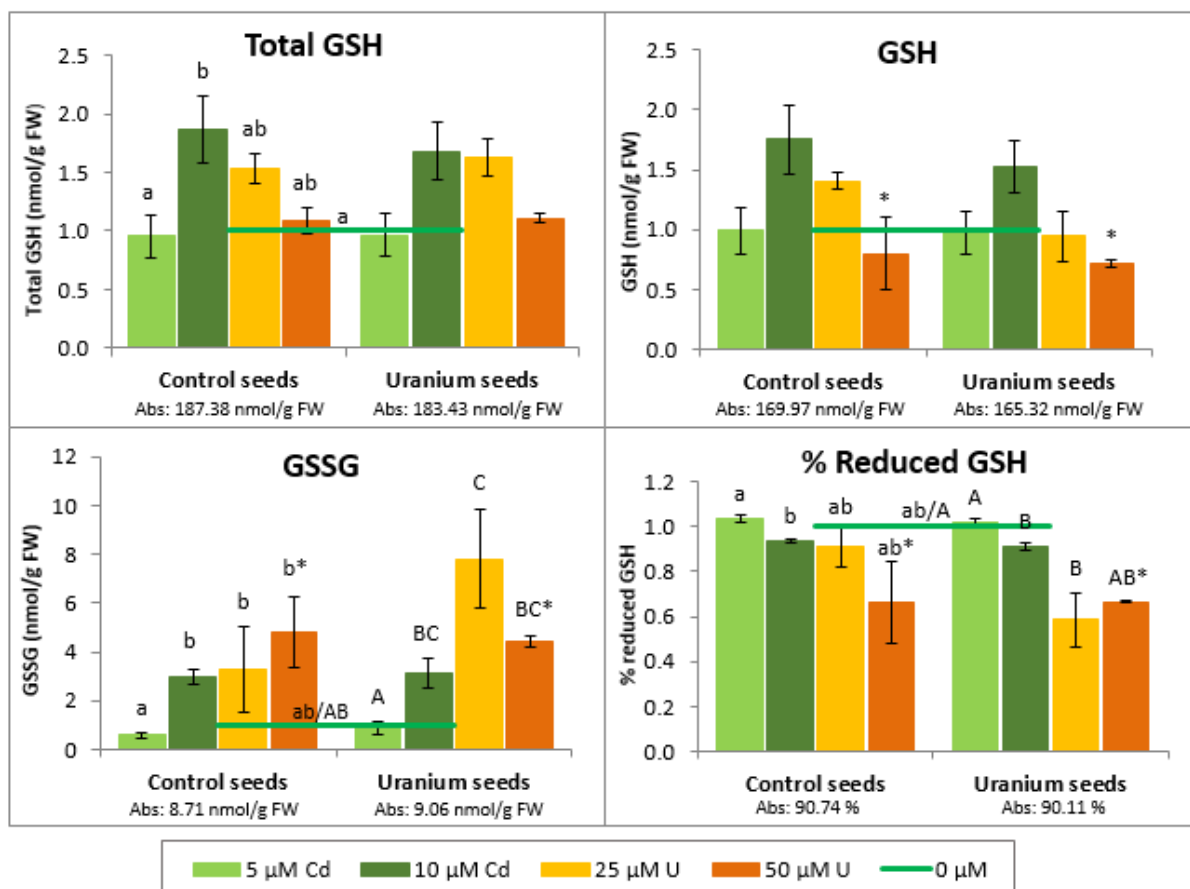 Total GSH
Total GSH (nmol/g FW)
2.5
2.0
1.5
1.0
0.5
0.0
a
b
ab
ab
a
Control seeds
Abs: 187.38 nmol/g FW
Uranium seeds
Abs: 183.43 nmol/g FW
GSH
GSH (nmol/g FW)
2.5
2.0
1.5
1.0
0.5
0.0
*
*
Control seeds
Abs: 169.97 nmol/g FW
Uranium seeds
Abs: 165.32 nmol/g FW
GSSG
GSSG (nmol/g FW)
12
10
8
6
4
2
0
a
b
b
b*
ab/AB
A
BC
C
BC*
Control seeds
Abs: 8.71 nmol/g FW
Uranium seeds
Abs: 9.06 nmol/g FW
% Reduced GSH
% reduced GSH
1.2
1.0
0.8
0.6
0.4
0.2
0.0
a
b
ab
ab*
ab/A
A
B
B
AB*
Control seeds
Abs: 90.74 %
Uranium seeds
Abs: 90.11 %
5 µM Cd
10 µM Cd
25 µM U
50 µM U
0 µM